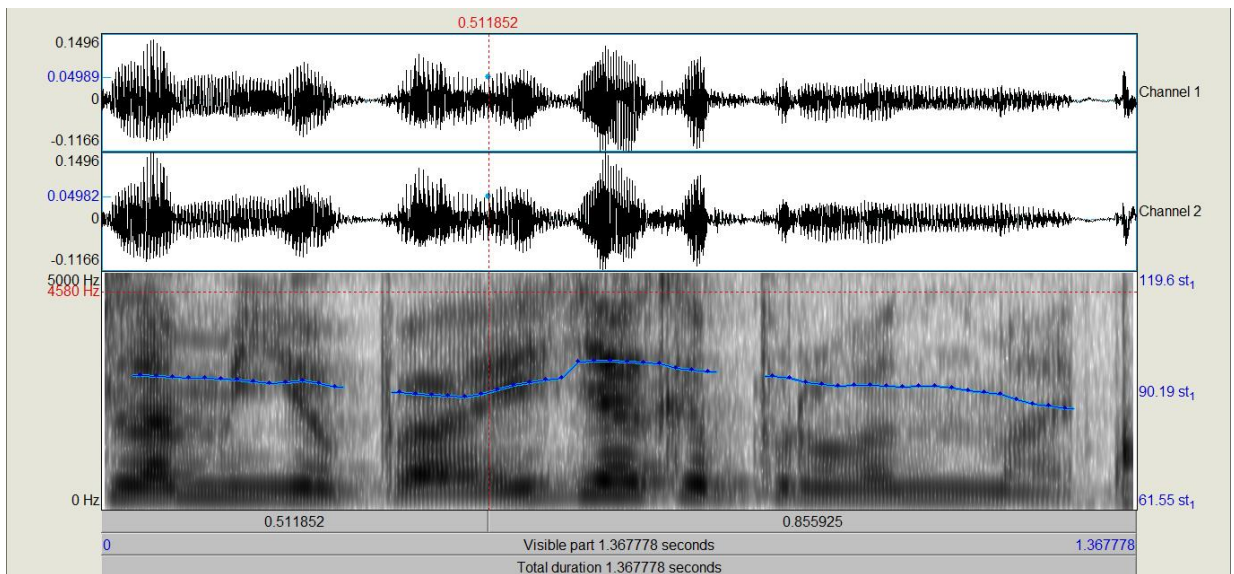 0.511852
0.1496
0.04989
0
-0.1166
Channel 1
0.1496
0.04982
0
-0.1166
Channel 2
5000 Hz
4580 Hz
0 Hz
119.6 st₁
90.19 st₁
61.55 st₁
0.511852 0.855925
0 Visible part 1.367778 seconds 1.367778
Total duration 1.367778 seconds